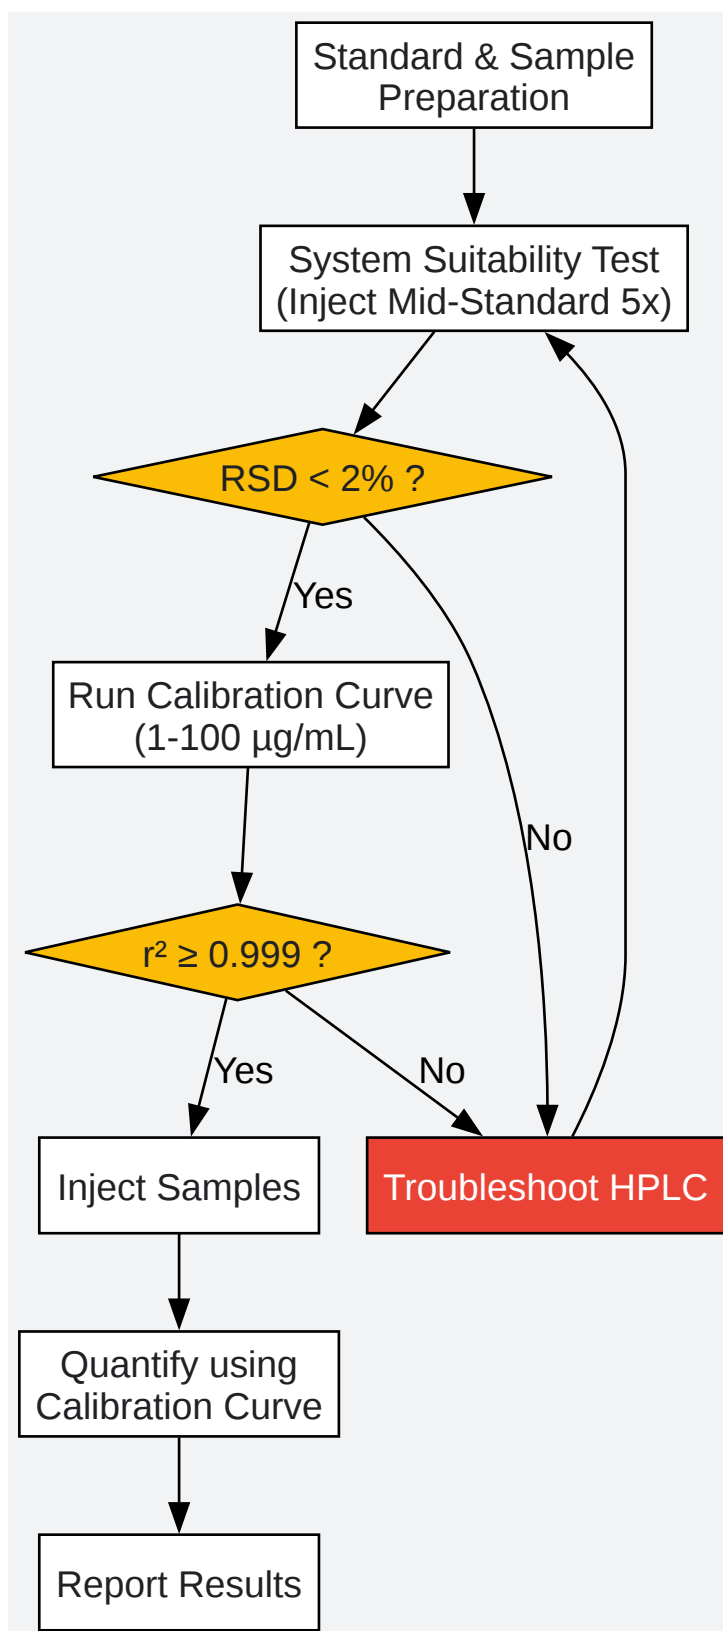 Standard & Sample
Preparation
System Suitability Test
(Inject Mid-Standard 5x)
RSD < 2% ?
Yes
Run Calibration Curve
(1-100 µg/mL)
No
r² ≥ 0.999 ?
Yes
No
Inject Samples
Troubleshoot HPLC
Quantify using
Calibration Curve
Report Results